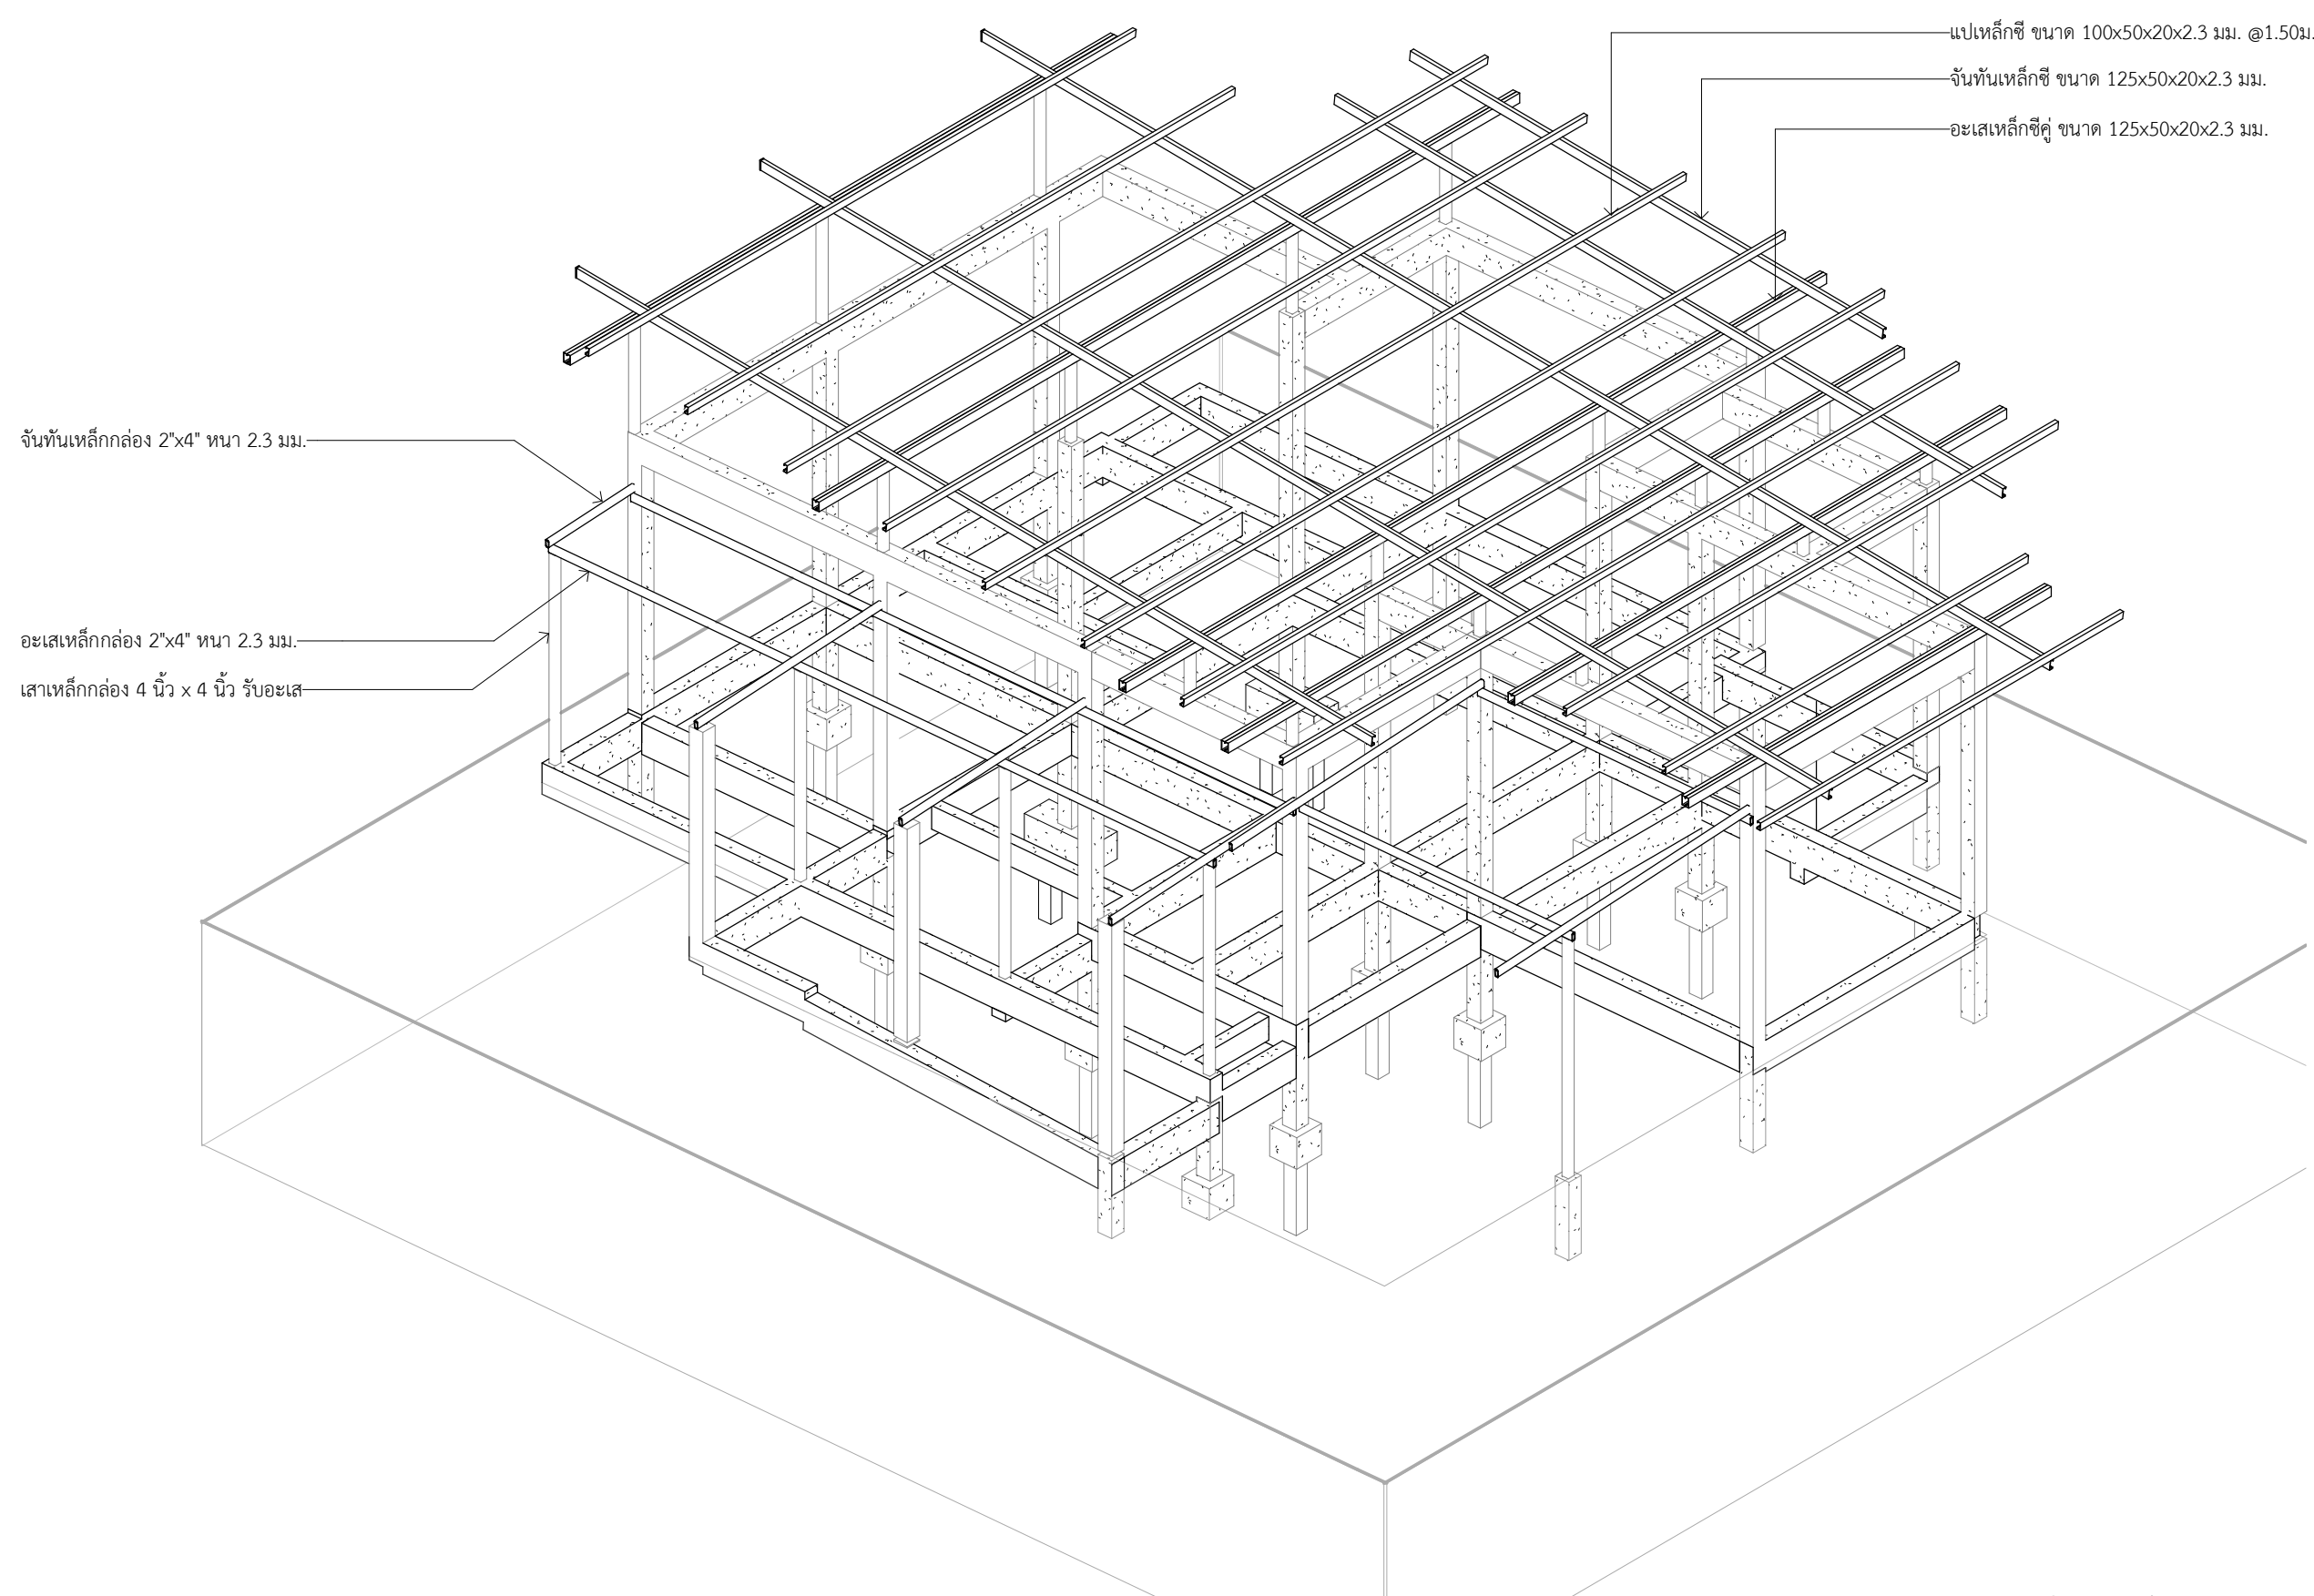 แปเหล็กซี ขนาด 100x50x20x2.3 มม. @1.50ม.
จันทันเหล็กซี ขนาด 125x50x20x2.3 มม.
อะเสเหล็กซีคู่ ขนาด 125x50x20x2.3 มม.
จันทันเหล็กกล่อง 2"x4" หนา 2.3 มม.
อะเสเหล็กกล่อง 2"x4" หนา 2.3 มม.
เสาเหล็กกล่อง 4 นิ้ว x 4 นิ้ว รับอะเส